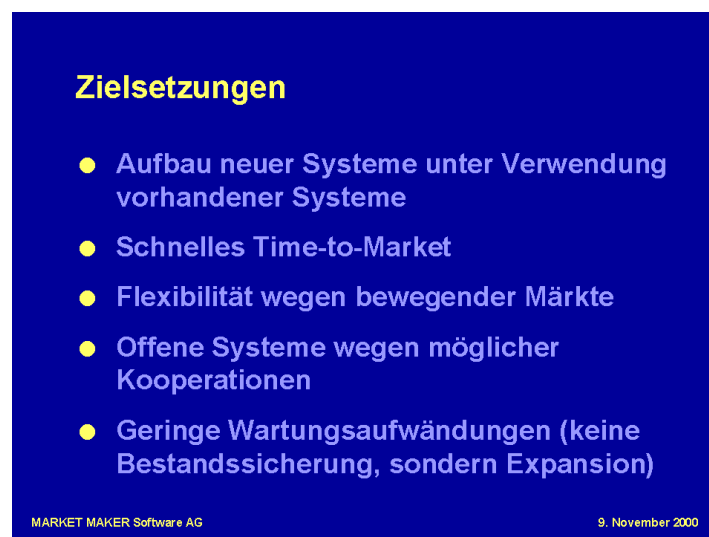 Zielsetzungen
Aufbau neuer Systeme unter Verwendung
vorhandener Systeme
Schnelles Time-to-Market
Flexibilität wegen bewegender Märkte
Offene Systeme wegen möglicher
Kooperationen
Geringe Wartungsaufwändungen (keine
Bestandssicherung, sondern Expansion)
MARKET MAKER Software AG
9. November 2000